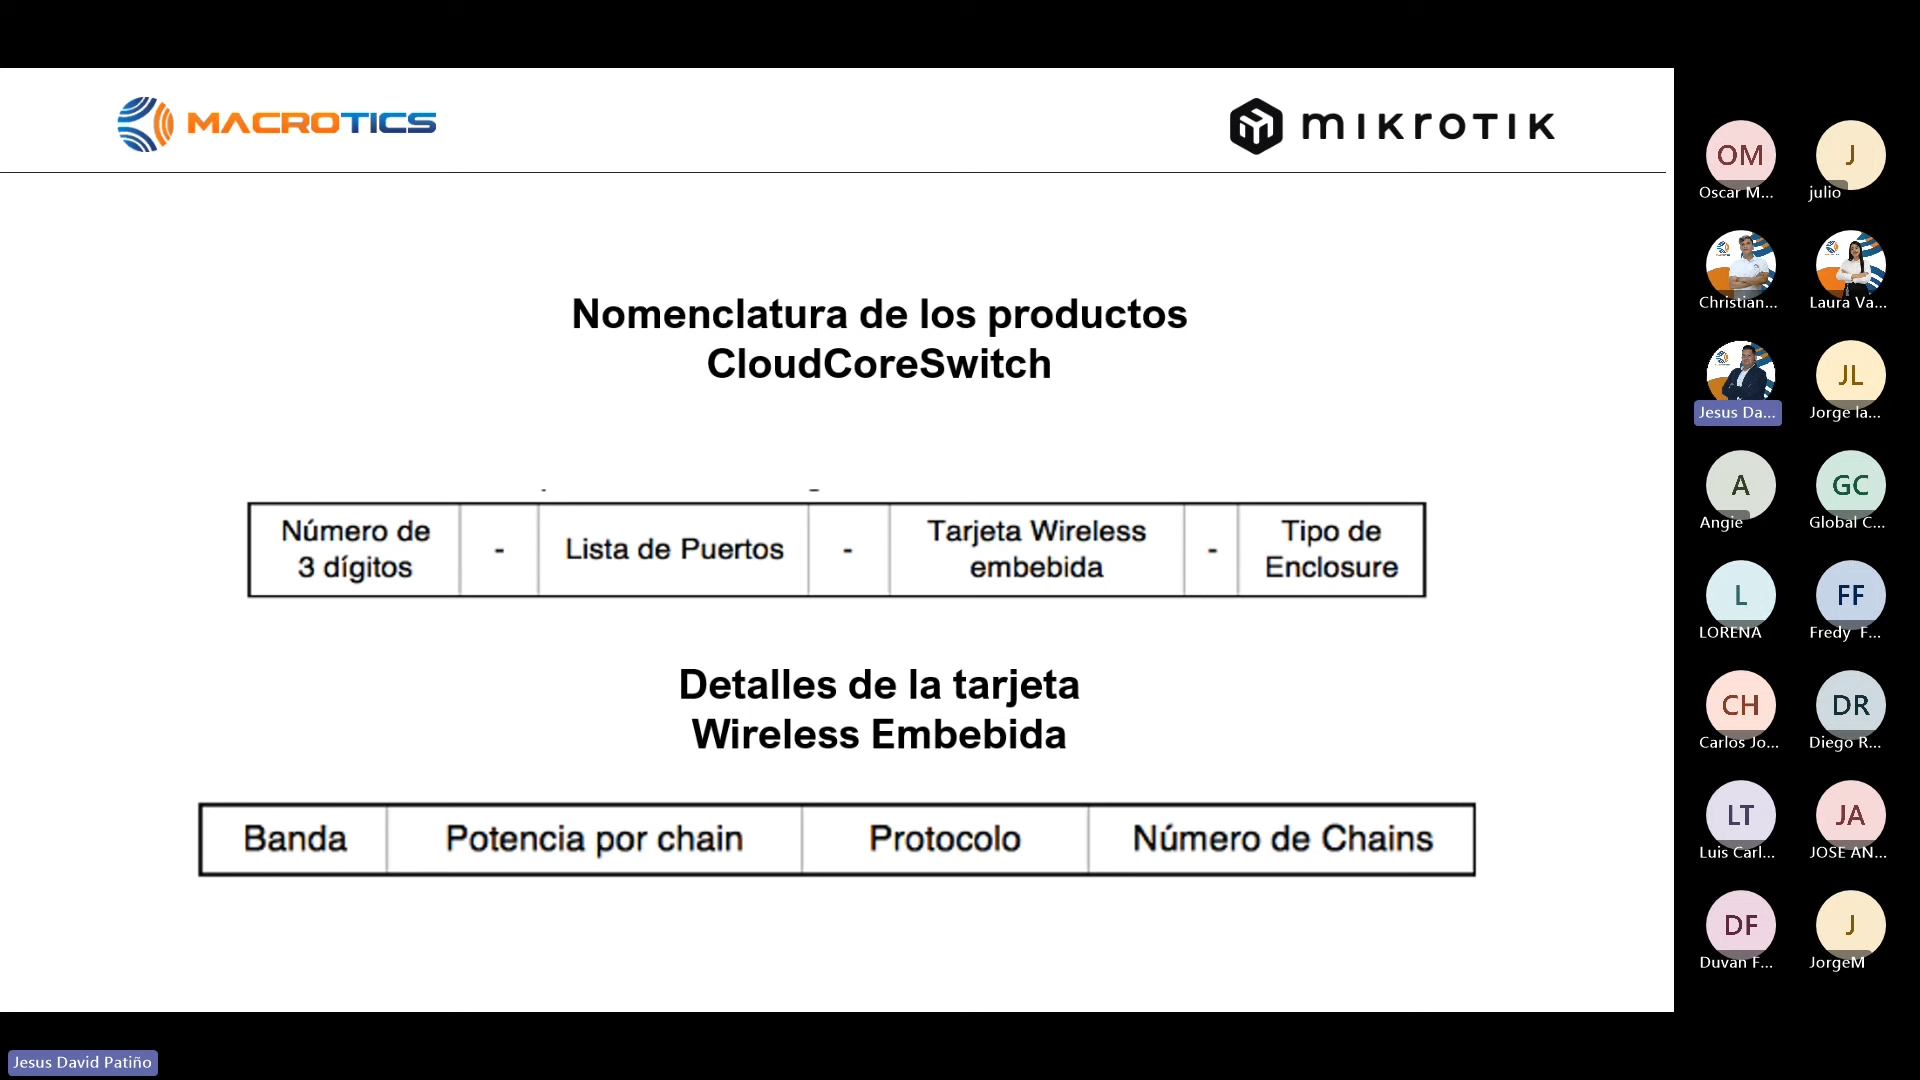 MACROTICS
mikrotik
Nomenclatura de los productos
CloudCoreSwitch
Número de
3 dígitos
-
Lista de Puertos
-
Tarjeta Wireless
embebida
-
Tipo de
Enclosure
Detalles de la tarjeta
Wireless Embebida
Banda
Potencia por chain
Protocolo
Número de Chains
OM
Oscar M...
J
julio
Christian...
Laura Va...
Jesus Da...
JL
Jorge la...
A
Angie
GC
Global C...
L
LORENA
FF
Fredy F...
CH
Carlos Jo...
DR
Diego R...
LT
Luis Carl...
JA
JOSE AN...
DF
Duvan F...
J
JorgeM
Jesus David Patiño